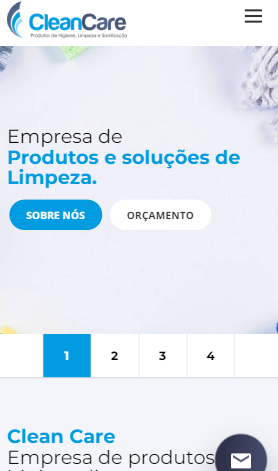 CleanCare
Produtos de Higiene, Limpeza e Sanificação
Empresa de
Produtos e soluções de
Limpeza.
SOBRE NÓS
ORÇAMENTO
1 2 3 4
Clean Care
Empresa de produtos